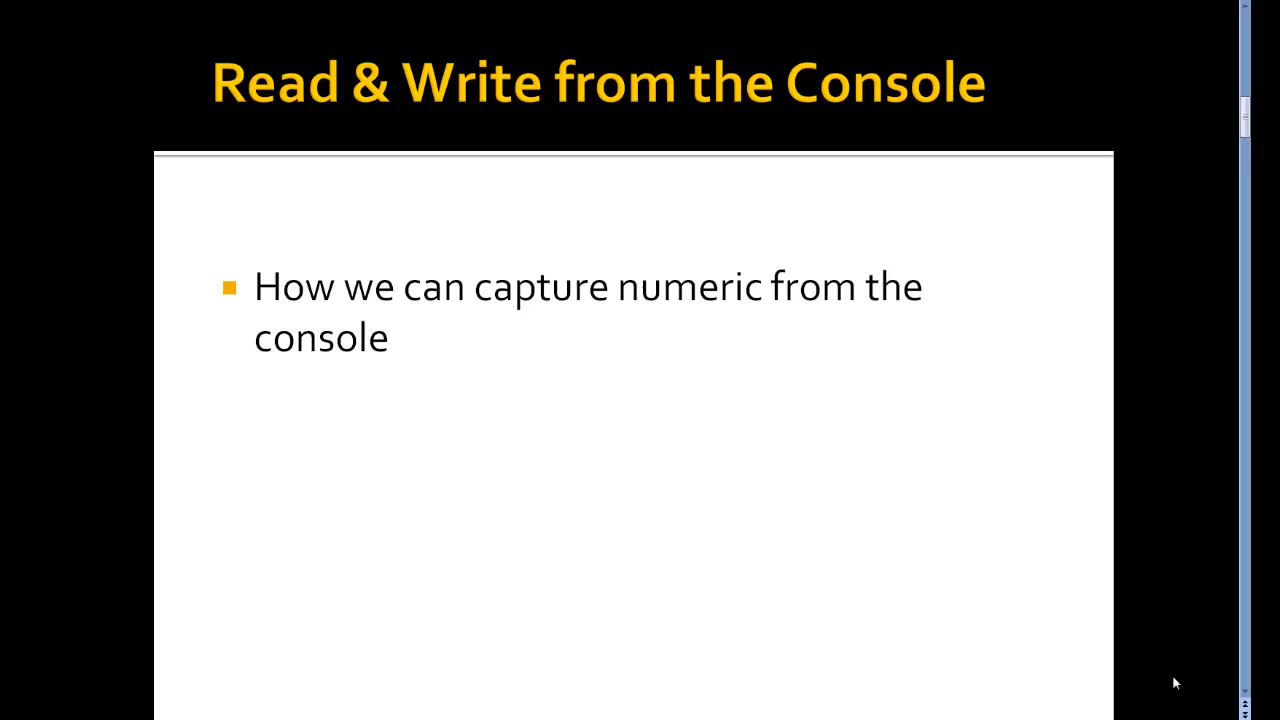 Read & Write from the Console
How we can capture numeric from the
console